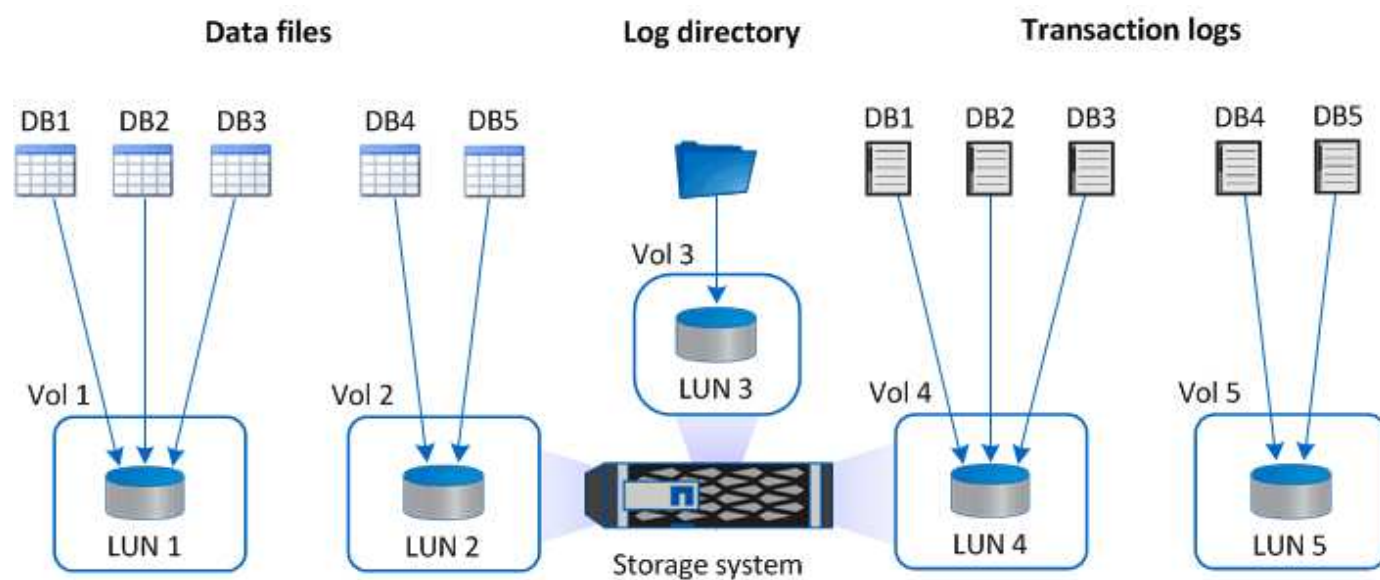 Data files
Log directory
Transaction logs
DB1 DB2 DB3 DB4 DB5
DB1 DB2 DB3 DB4 DB5
Vol 3
LUN 3
Vol 1 Vol 2 Vol 4 Vol 5
LUN 1 LUN 2 LUN 4 LUN 5
Storage system